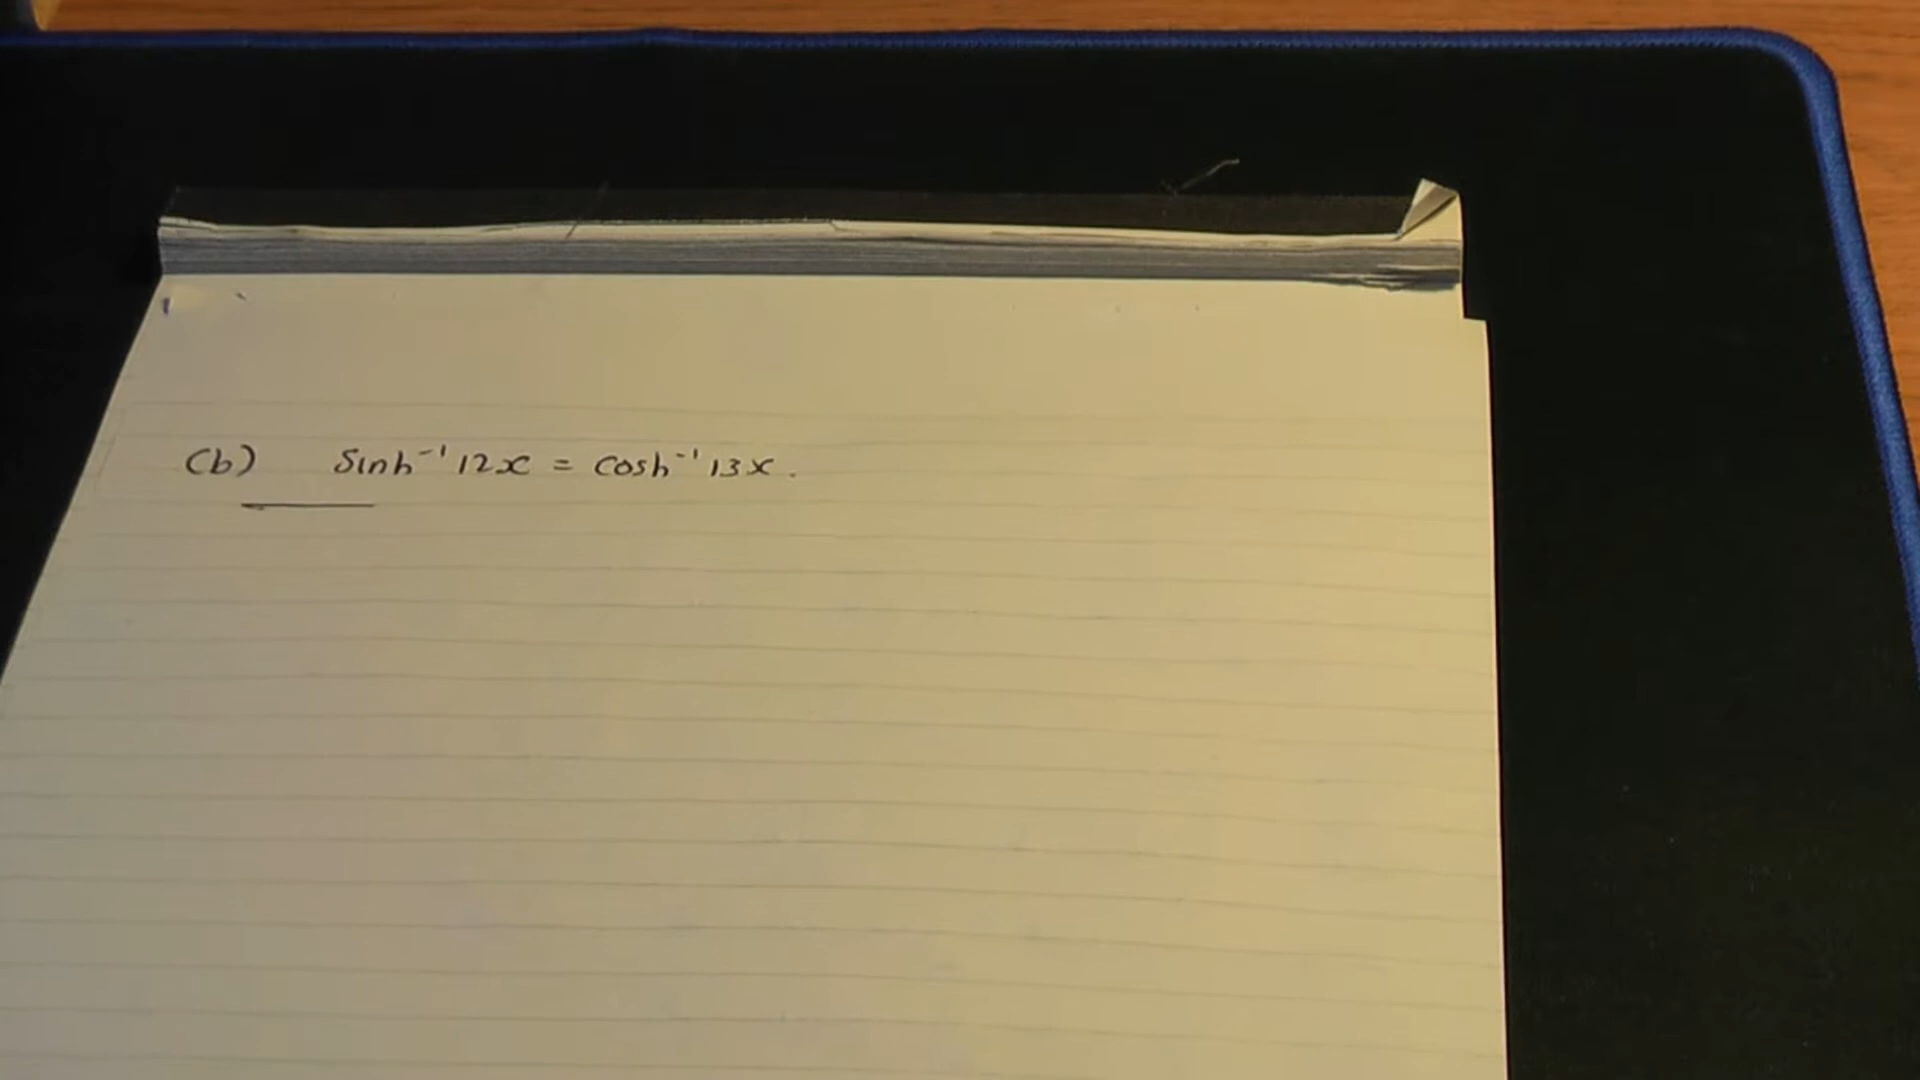 (b) sinh⁻¹ 12x = cosh⁻¹ 13x.